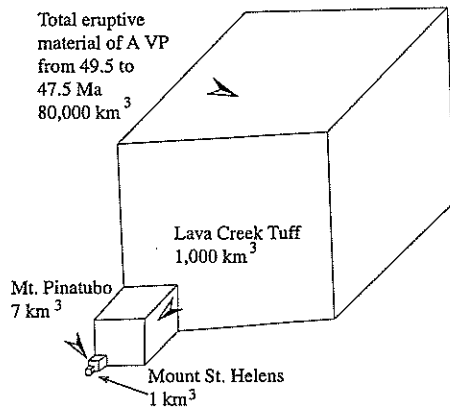 Total eruptive
material of A VP
from 49.5 to
47.5 Ma
80,000 km³
Lava Creek Tuff
1,000 km³
Mt. Pinatubo
7 km³
Mount St. Helens
1 km³